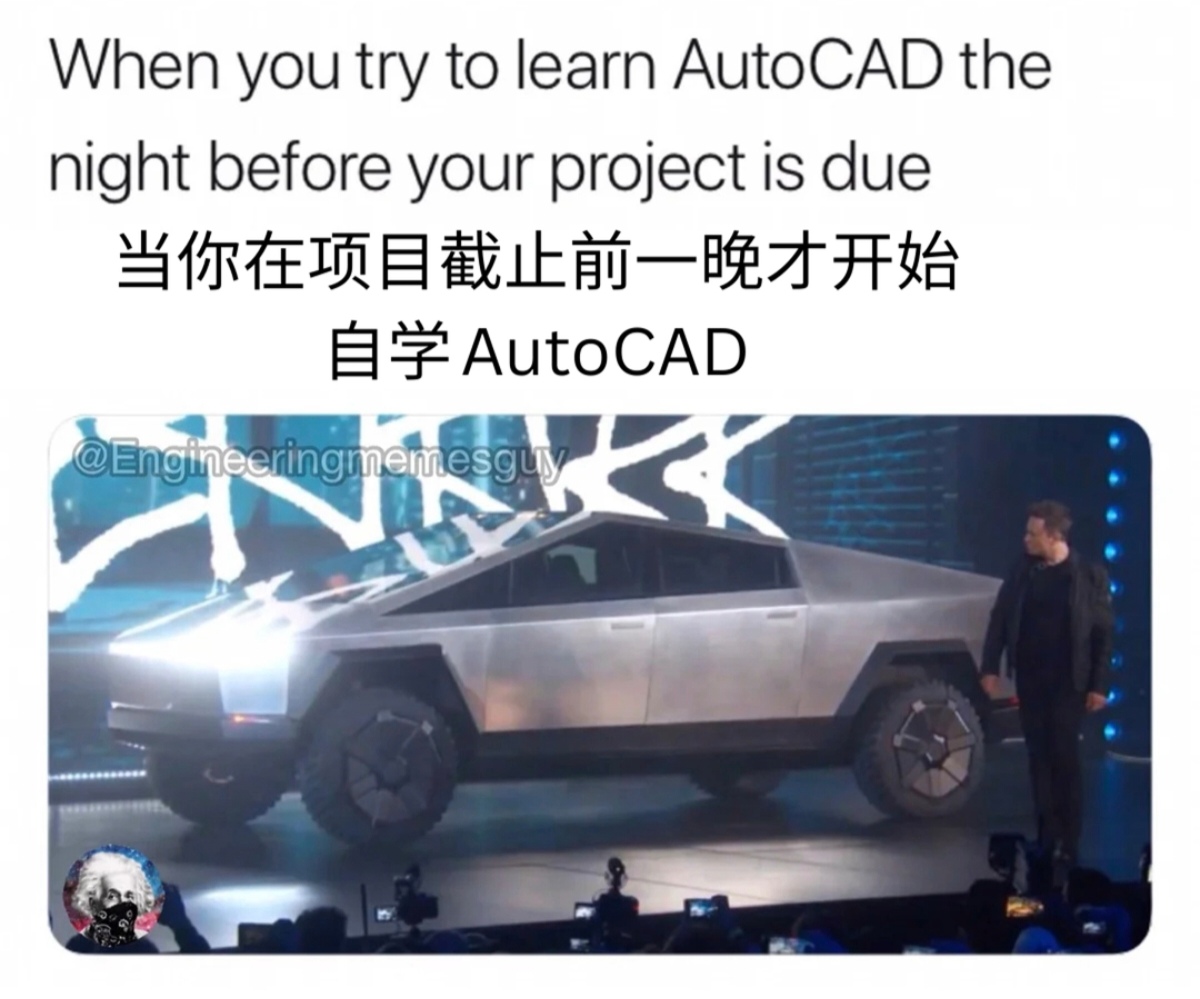 When you try to learn AutoCAD the
night before your project is due
当你在项目截止前一晚才开始
自学AutoCAD
@Engineeringmemesguy